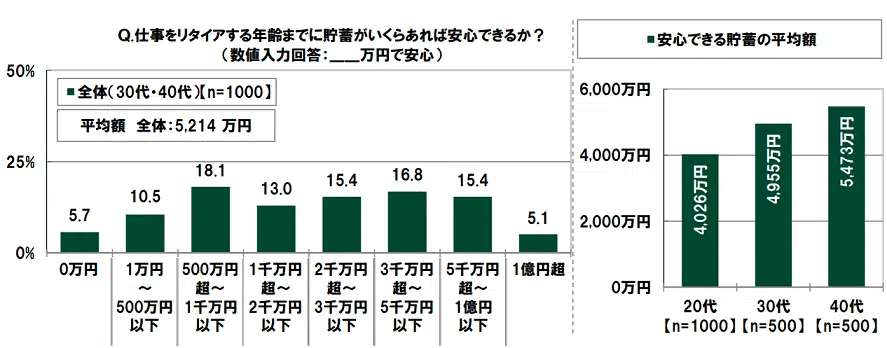 Q.仕事をリタイアする年齢までに貯蓄がいくらあれば安心できるか?
(数値入力回答:___万円で安心)
50%
25%
0%
■全体(30代・40代)【n=1000】
平均額 全体:5,214 万円
5.7
10.5
18.1
13.0
15.4
16.8
15.4
5.1
0万円
1万円
~
500万円
以下
500万円
超~
1千万円
以下
1千万円
超~
2千万円
以下
2千万円
超~
3千万円
以下
3千万円
超~
5千万円
以下
5千万円
超~
1億円
以下
1億円超
■安心できる貯蓄の平均額
6,000万円
4,000万円
2,000万円
0万円
4,026万円
4,955万円
5,473万円
20代
【n=1000】
30代
【n=500】
40代
【n=500】